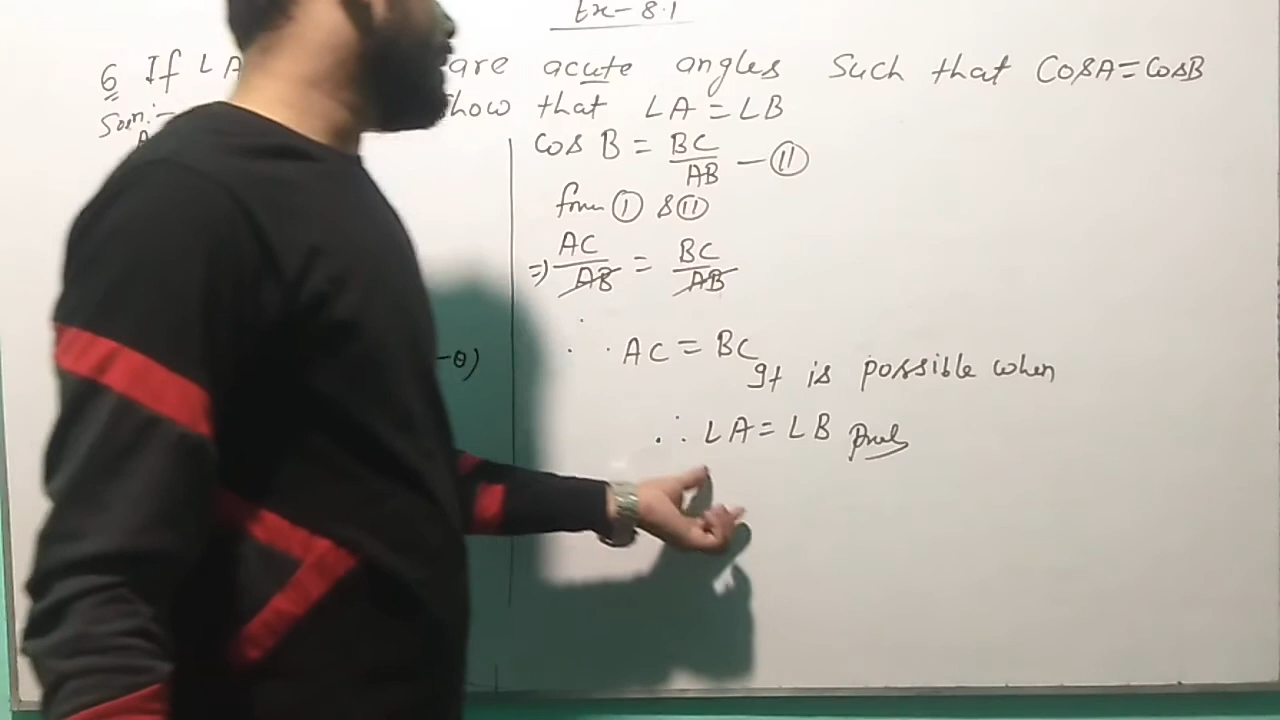 Ex-8.1
6 If ∠A are acute angles Such that CosA=CosB
Soln:- show that ∠A = ∠B
A
cos B = BC/AB — II
from I & II
=> AC/AB = BC/AB
∴ AC = BC
It is possible when
∴ ∠A = ∠B
-θ)